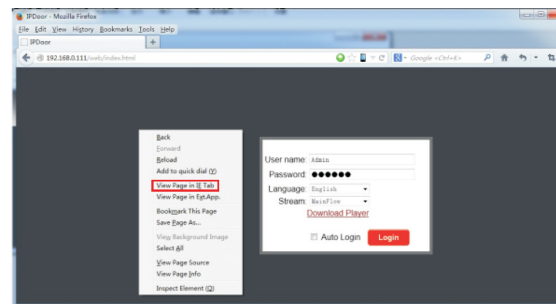 IPDoor - Mozilla Firefox
File Edit View History Bookmarks Tools Help
IPDoor +
192.168.0.111/web/index.html
Google <Ctrl+K>
Back
Forward
Reload
Add to quick dial (Y)
View Page in IE Tab
View Page in Ext.App.
Bookmark This Page
Save Page As...
View Background Image
Select All
View Page Source
View Page Info
Inspect Element (Q)
User name: Admin
Password: ●●●●●●
Language: English
Stream: MainFlow
Download Player
Auto Login Login